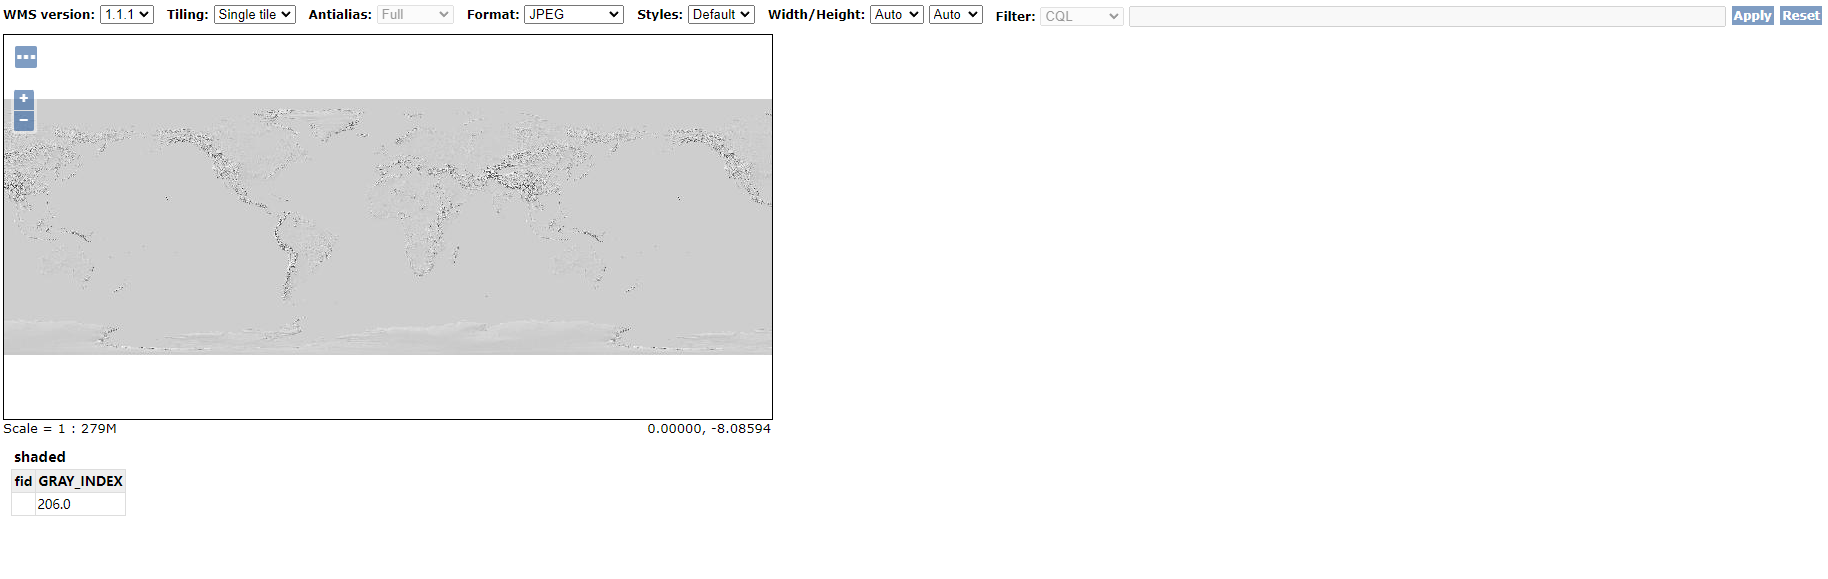 WMS version: 1.1.1 Tiling: Single tile Antialias: Full Format: JPEG Styles: Default Width/Height: Auto Auto Filter: CQL Apply Reset
+
−
Scale = 1 : 279M 0.00000, -8.08594
shaded
fid GRAY_INDEX
206.0